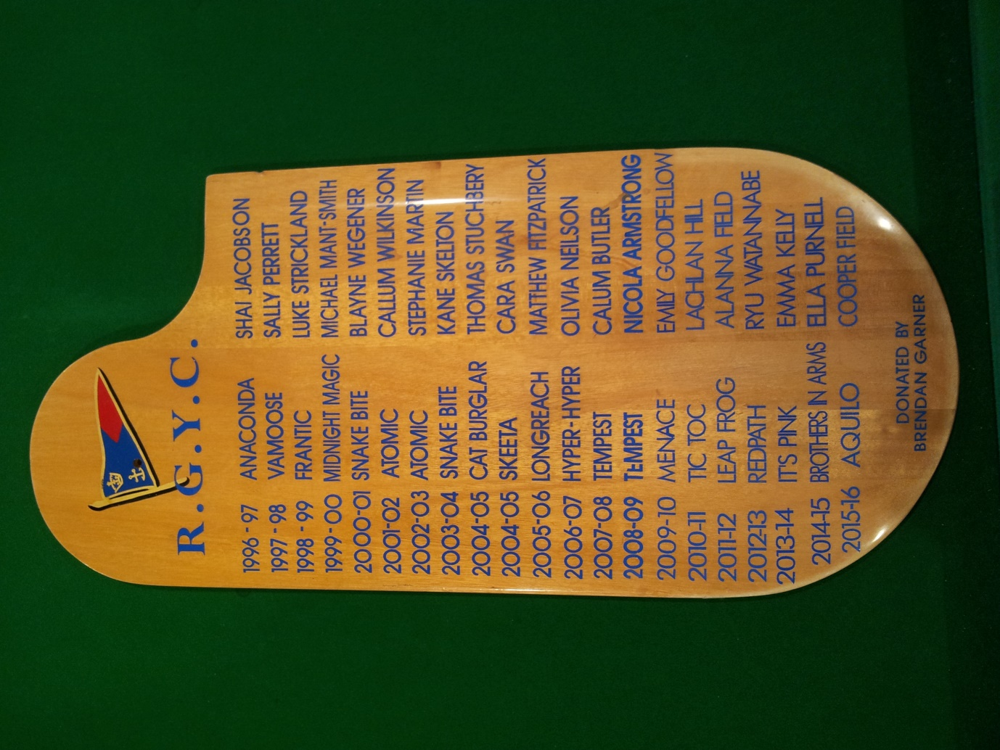 R.G.Y.C.
1996-97 ANACONDA SHAI JACOBSON
1997-98 VAMOOSE SALLY PERRETT
1998-99 FRANTIC LUKE STRICKLAND
1999-00 MIDNIGHT MAGIC MICHAEL MANT-SMITH
2000-01 SNAKE BITE BLAYNE WEGENER
2001-02 ATOMIC CALLUM WILKINSON
2002-03 ATOMIC STEPHANIE MARTIN
2003-04 SNAKE BITE KANE SKELTON
2004-05 CAT BURGLAR THOMAS STUCHBERY
2004-05 SKEETA CARA SWAN
2005-06 LONGREACH MATTHEW FITZPATRICK
2006-07 HYPER-HYPER OLIVIA NEILSON
2007-08 TEMPEST CALUM BUTLER
2008-09 TEMPEST NICOLA ARMSTRONG
2009-10 MENACE EMILY GOODFELLOW
2010-11 TIC TOC LACHLAN HILL
2011-12 LEAP FROG ALANNA FIELD
2012-13 REDPATH RYU WATANNABE
2013-14 IT'S PINK EMMA KELLY
2014-15 BROTHERS IN ARMS ELLA PURNELL
2015-16 AQUILO COOPER FIELD
DONATED BY
BRENDAN GARNER